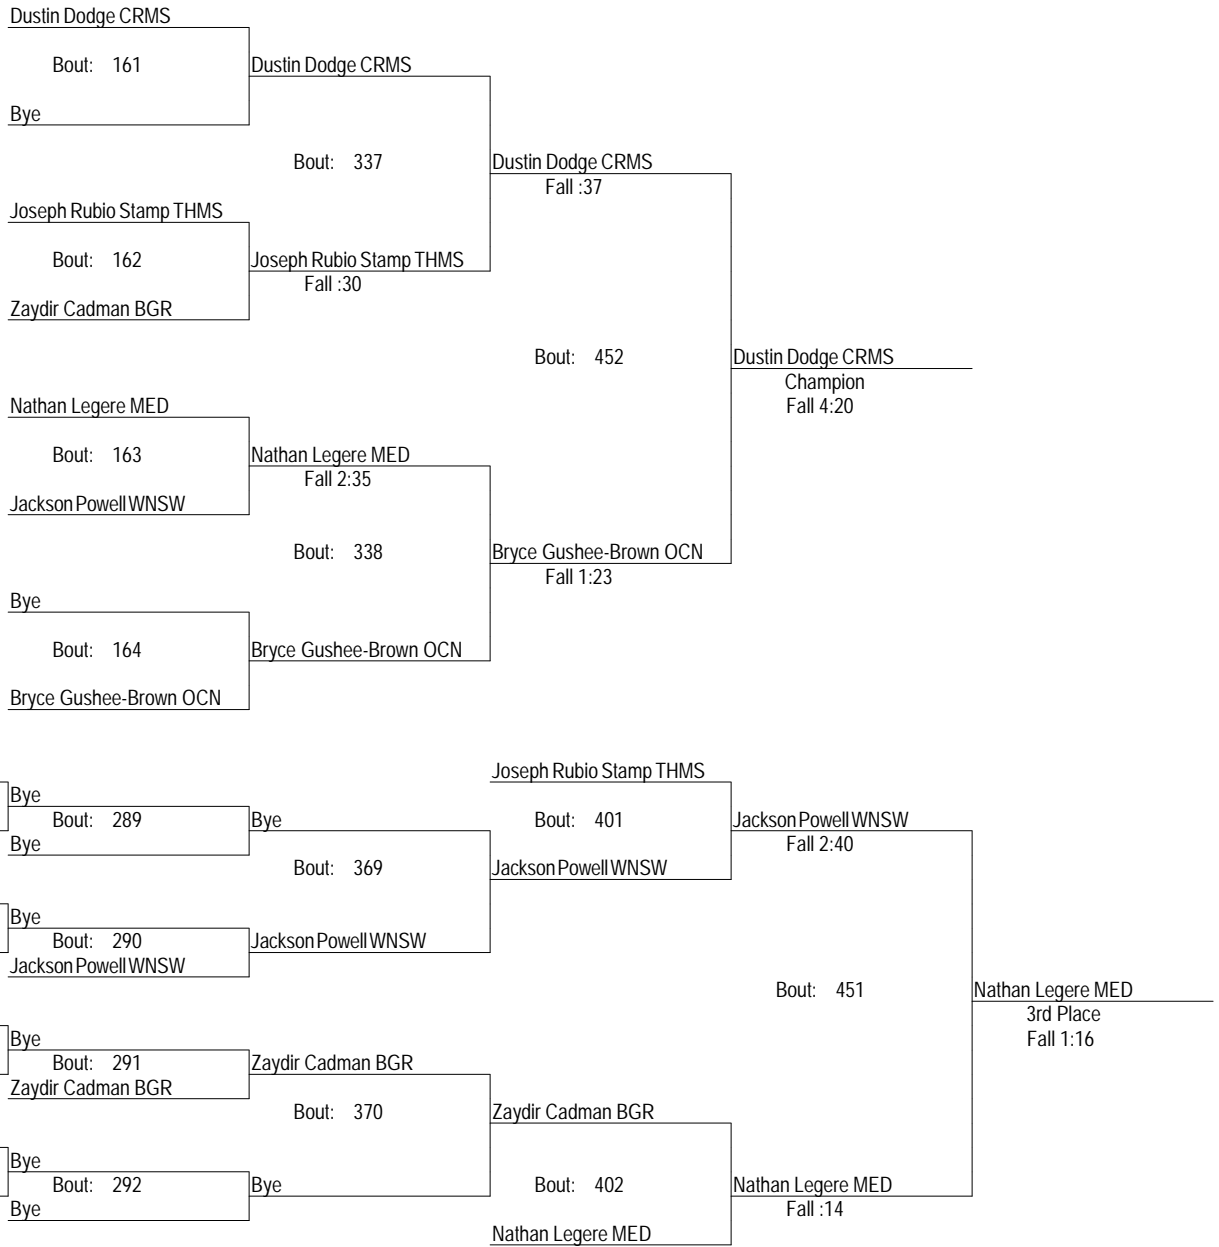 Dustin Dodge CRMS
Bout: 161
Dustin Dodge CRMS
Bye
Bout: 337
Dustin Dodge CRMS
Fall :37
Joseph Rubio Stamp THMS
Bout: 162
Joseph Rubio Stamp THMS
Fall :30
Zaydir Cadman BGR
Bout: 452
Dustin Dodge CRMS
Champion
Fall 4:20
Nathan Legere MED
Bout: 163
Nathan Legere MED
Fall 2:35
Jackson Powell WNSW
Bout: 338
Bryce Gushee-Brown OCN
Fall 1:23
Bye
Bout: 164
Bryce Gushee-Brown OCN
Bryce Gushee-Brown OCN
Joseph Rubio Stamp THMS
Bye
Bout: 289
Bye
Bout: 401
Jackson Powell WNSW
Fall 2:40
Bye
Bout: 369
Jackson Powell WNSW
Bye
Bout: 290
Jackson Powell WNSW
Jackson Powell WNSW
Bout: 451
Nathan Legere MED
3rd Place
Fall 1:16
Bye
Bout: 291
Zaydir Cadman BGR
Zaydir Cadman BGR
Bout: 370
Zaydir Cadman BGR
Bye
Bout: 292
Bye
Bout: 402
Nathan Legere MED
Fall :14
Bye
Nathan Legere MED